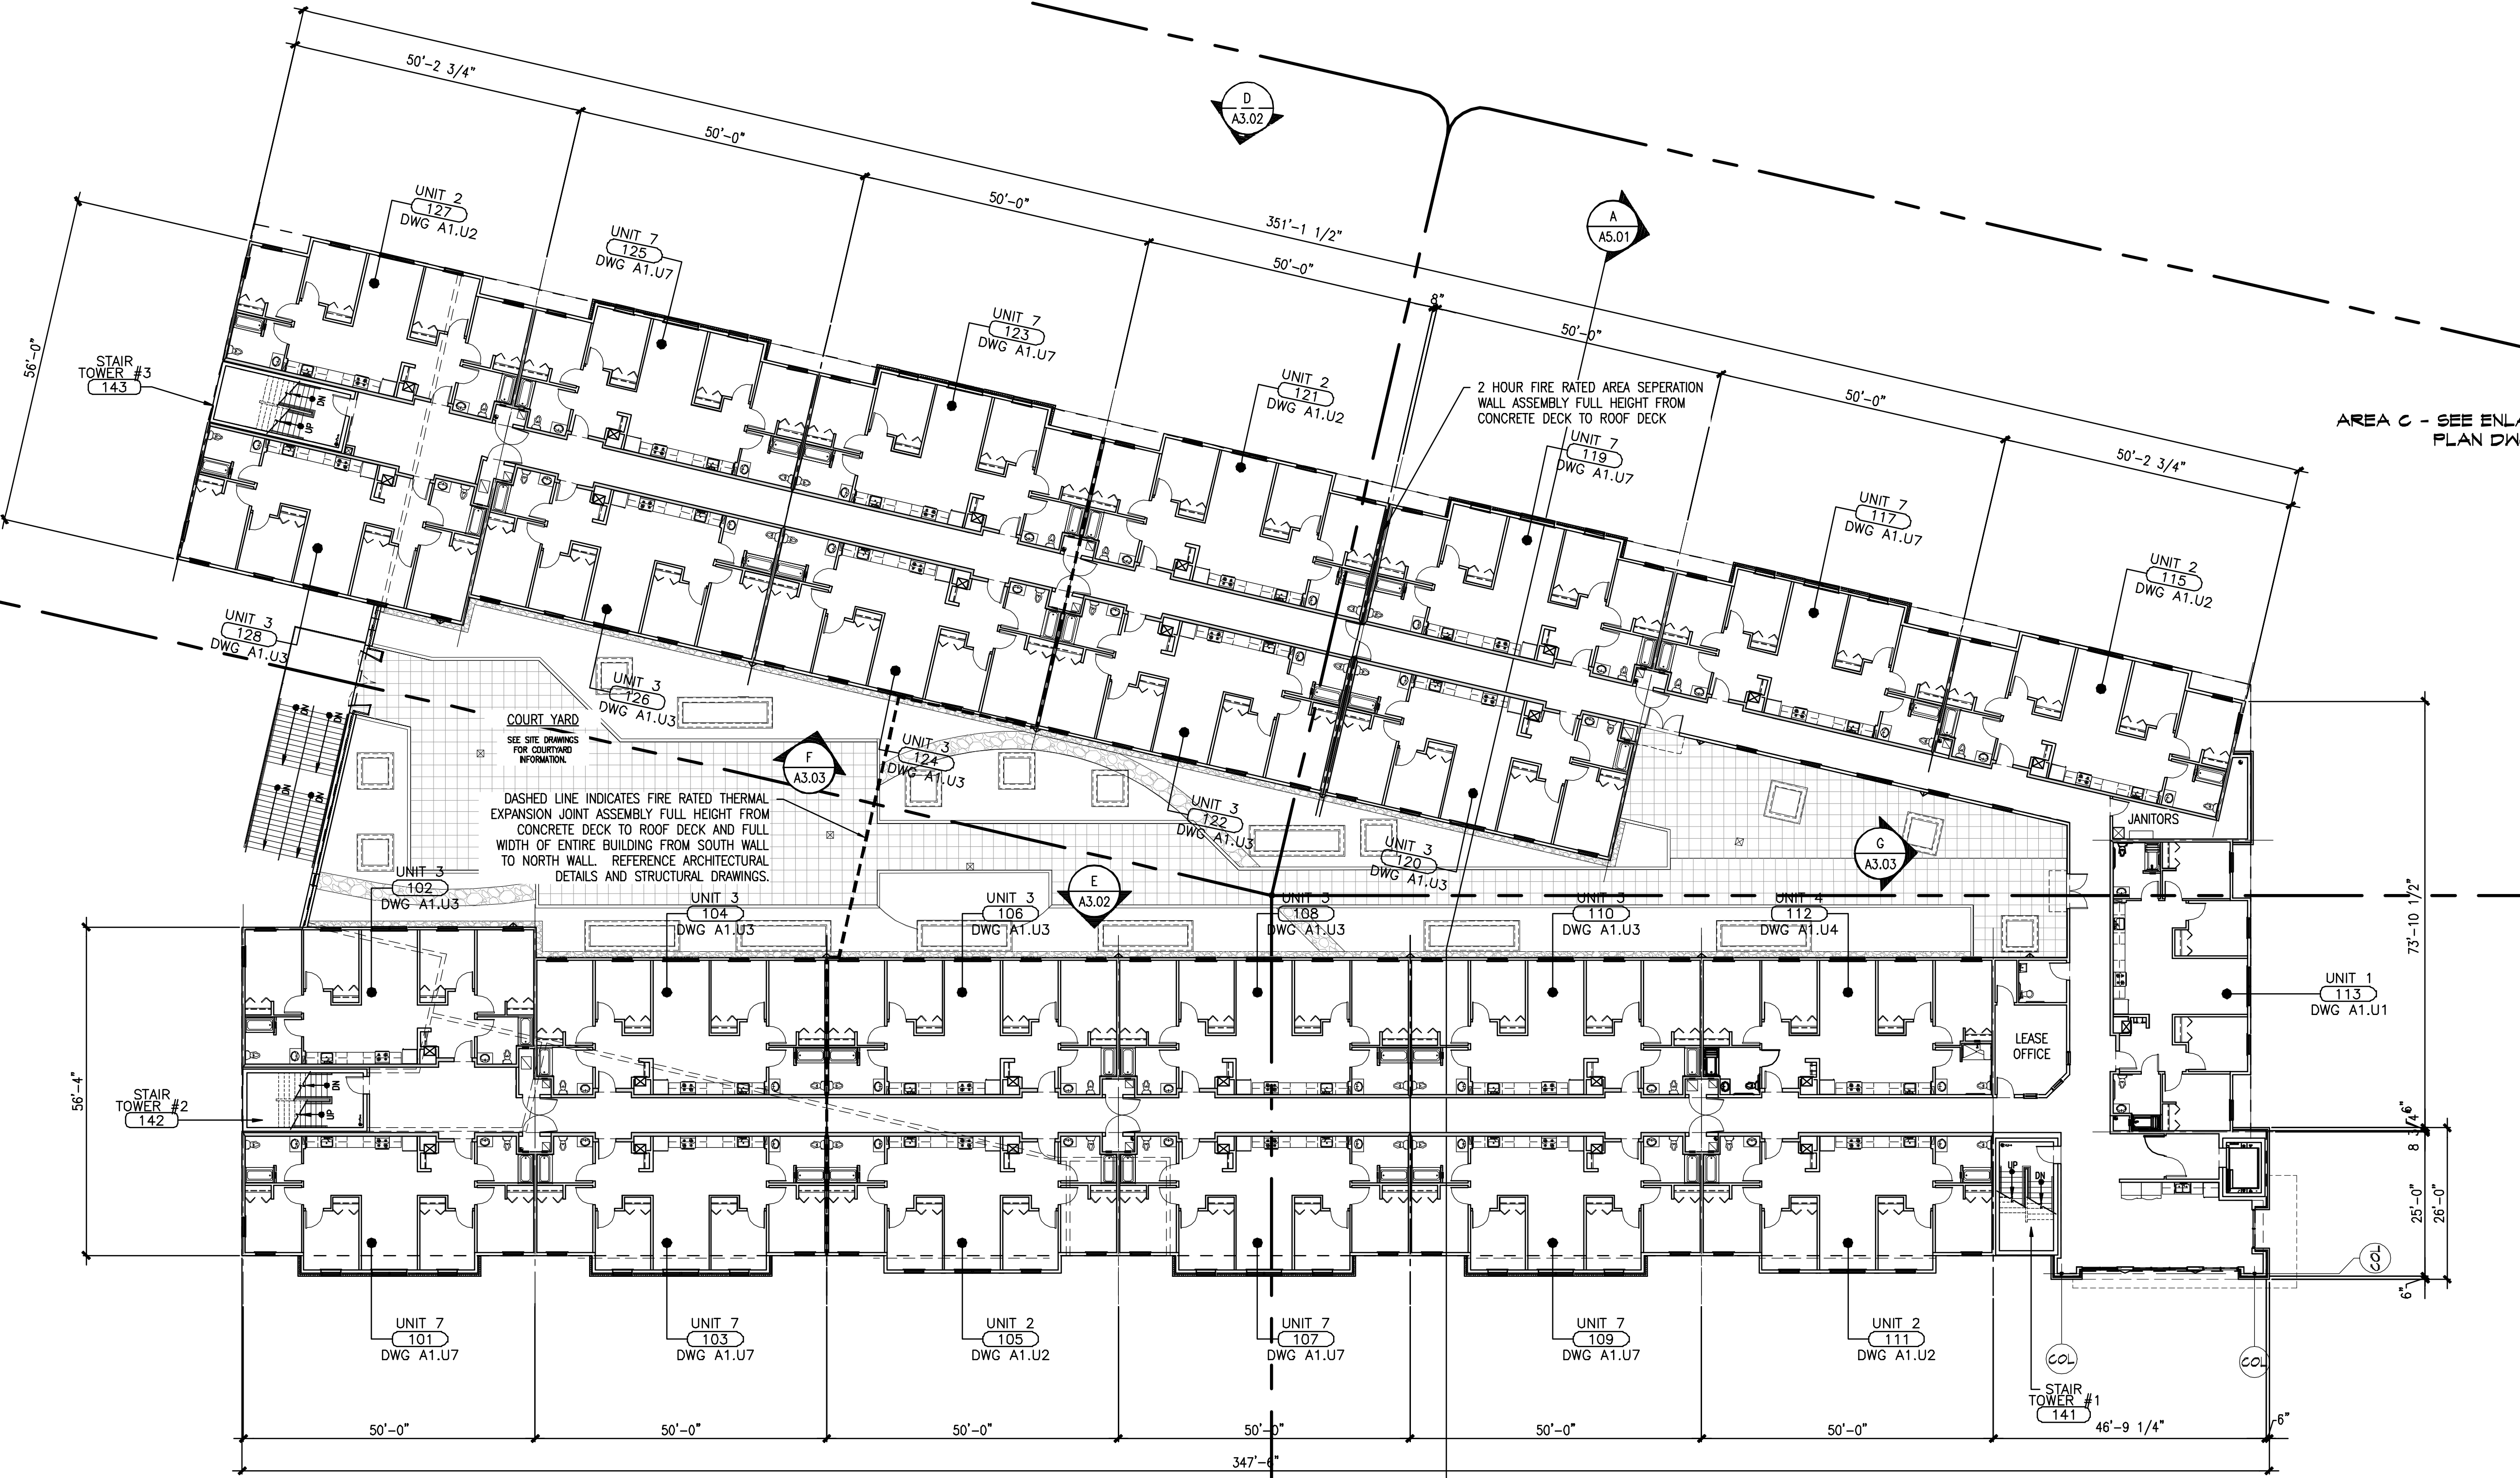 50'-2 3/4"
50'-0"
50'-0"
351'-1 1/2"
50'-0"
8"
50'-0"
50'-0"
50'-2 3/4"
D
A3.02
A
A5.01
UNIT 2
127
DWG A1.U2
UNIT 7
125
DWG A1.U7
UNIT 7
123
DWG A1.U7
UNIT 2
121
DWG A1.U2
2 HOUR FIRE RATED AREA SEPERATION
WALL ASSEMBLY FULL HEIGHT FROM
CONCRETE DECK TO ROOF DECK
UNIT 7
119
DWG A1.U7
UNIT 7
117
DWG A1.U7
UNIT 2
115
DWG A1.U2
AREA C - SEE
PLAN
56'-0"
STAIR
TOWER #3
143
DN
UP
UNIT 3
128
DWG A1.U3
UNIT 3
126
DWG A1.U3
UNIT 3
124
DWG A1.U3
UNIT 3
122
DWG A1.U3
UNIT 3
120
DWG A1.U3
DN
DN
DN
DN
COURT YARD
SEE SITE DRAWINGS
FOR COURTYARD
INFORMATION.
F
A3.03
DASHED LINE INDICATES FIRE RATED THERMAL
EXPANSION JOINT ASSEMBLY FULL HEIGHT FROM
CONCRETE DECK TO ROOF DECK AND FULL
WIDTH OF ENTIRE BUILDING FROM SOUTH WALL
TO NORTH WALL. REFERENCE ARCHITECTURAL
DETAILS AND STRUCTURAL DRAWINGS.
E
A3.02
G
A3.03
JANITORS
UNIT 3
102
DWG A1.U3
UNIT 3
104
DWG A1.U3
UNIT 3
106
DWG A1.U3
UNIT 3
108
DWG A1.U3
UNIT 3
110
DWG A1.U3
UNIT 4
112
DWG A1.U4
73'-10 1/2"
UNIT 1
113
DWG A1.U1
LEASE
OFFICE
56'-4"
STAIR
TOWER #2
142
DN
UP
UP
DN
6"
8 3/4"
25'-0"
26'-0"
6"
COL
COL
COL
UNIT 7
101
DWG A1.U7
UNIT 7
103
DWG A1.U7
UNIT 2
105
DWG A1.U2
UNIT 7
107
DWG A1.U7
UNIT 7
109
DWG A1.U7
UNIT 2
111
DWG A1.U2
STAIR
TOWER #1
141
50'-0"
50'-0"
50'-0"
50'-0"
50'-0"
50'-0"
46'-9 1/4"
6"
347'-6"